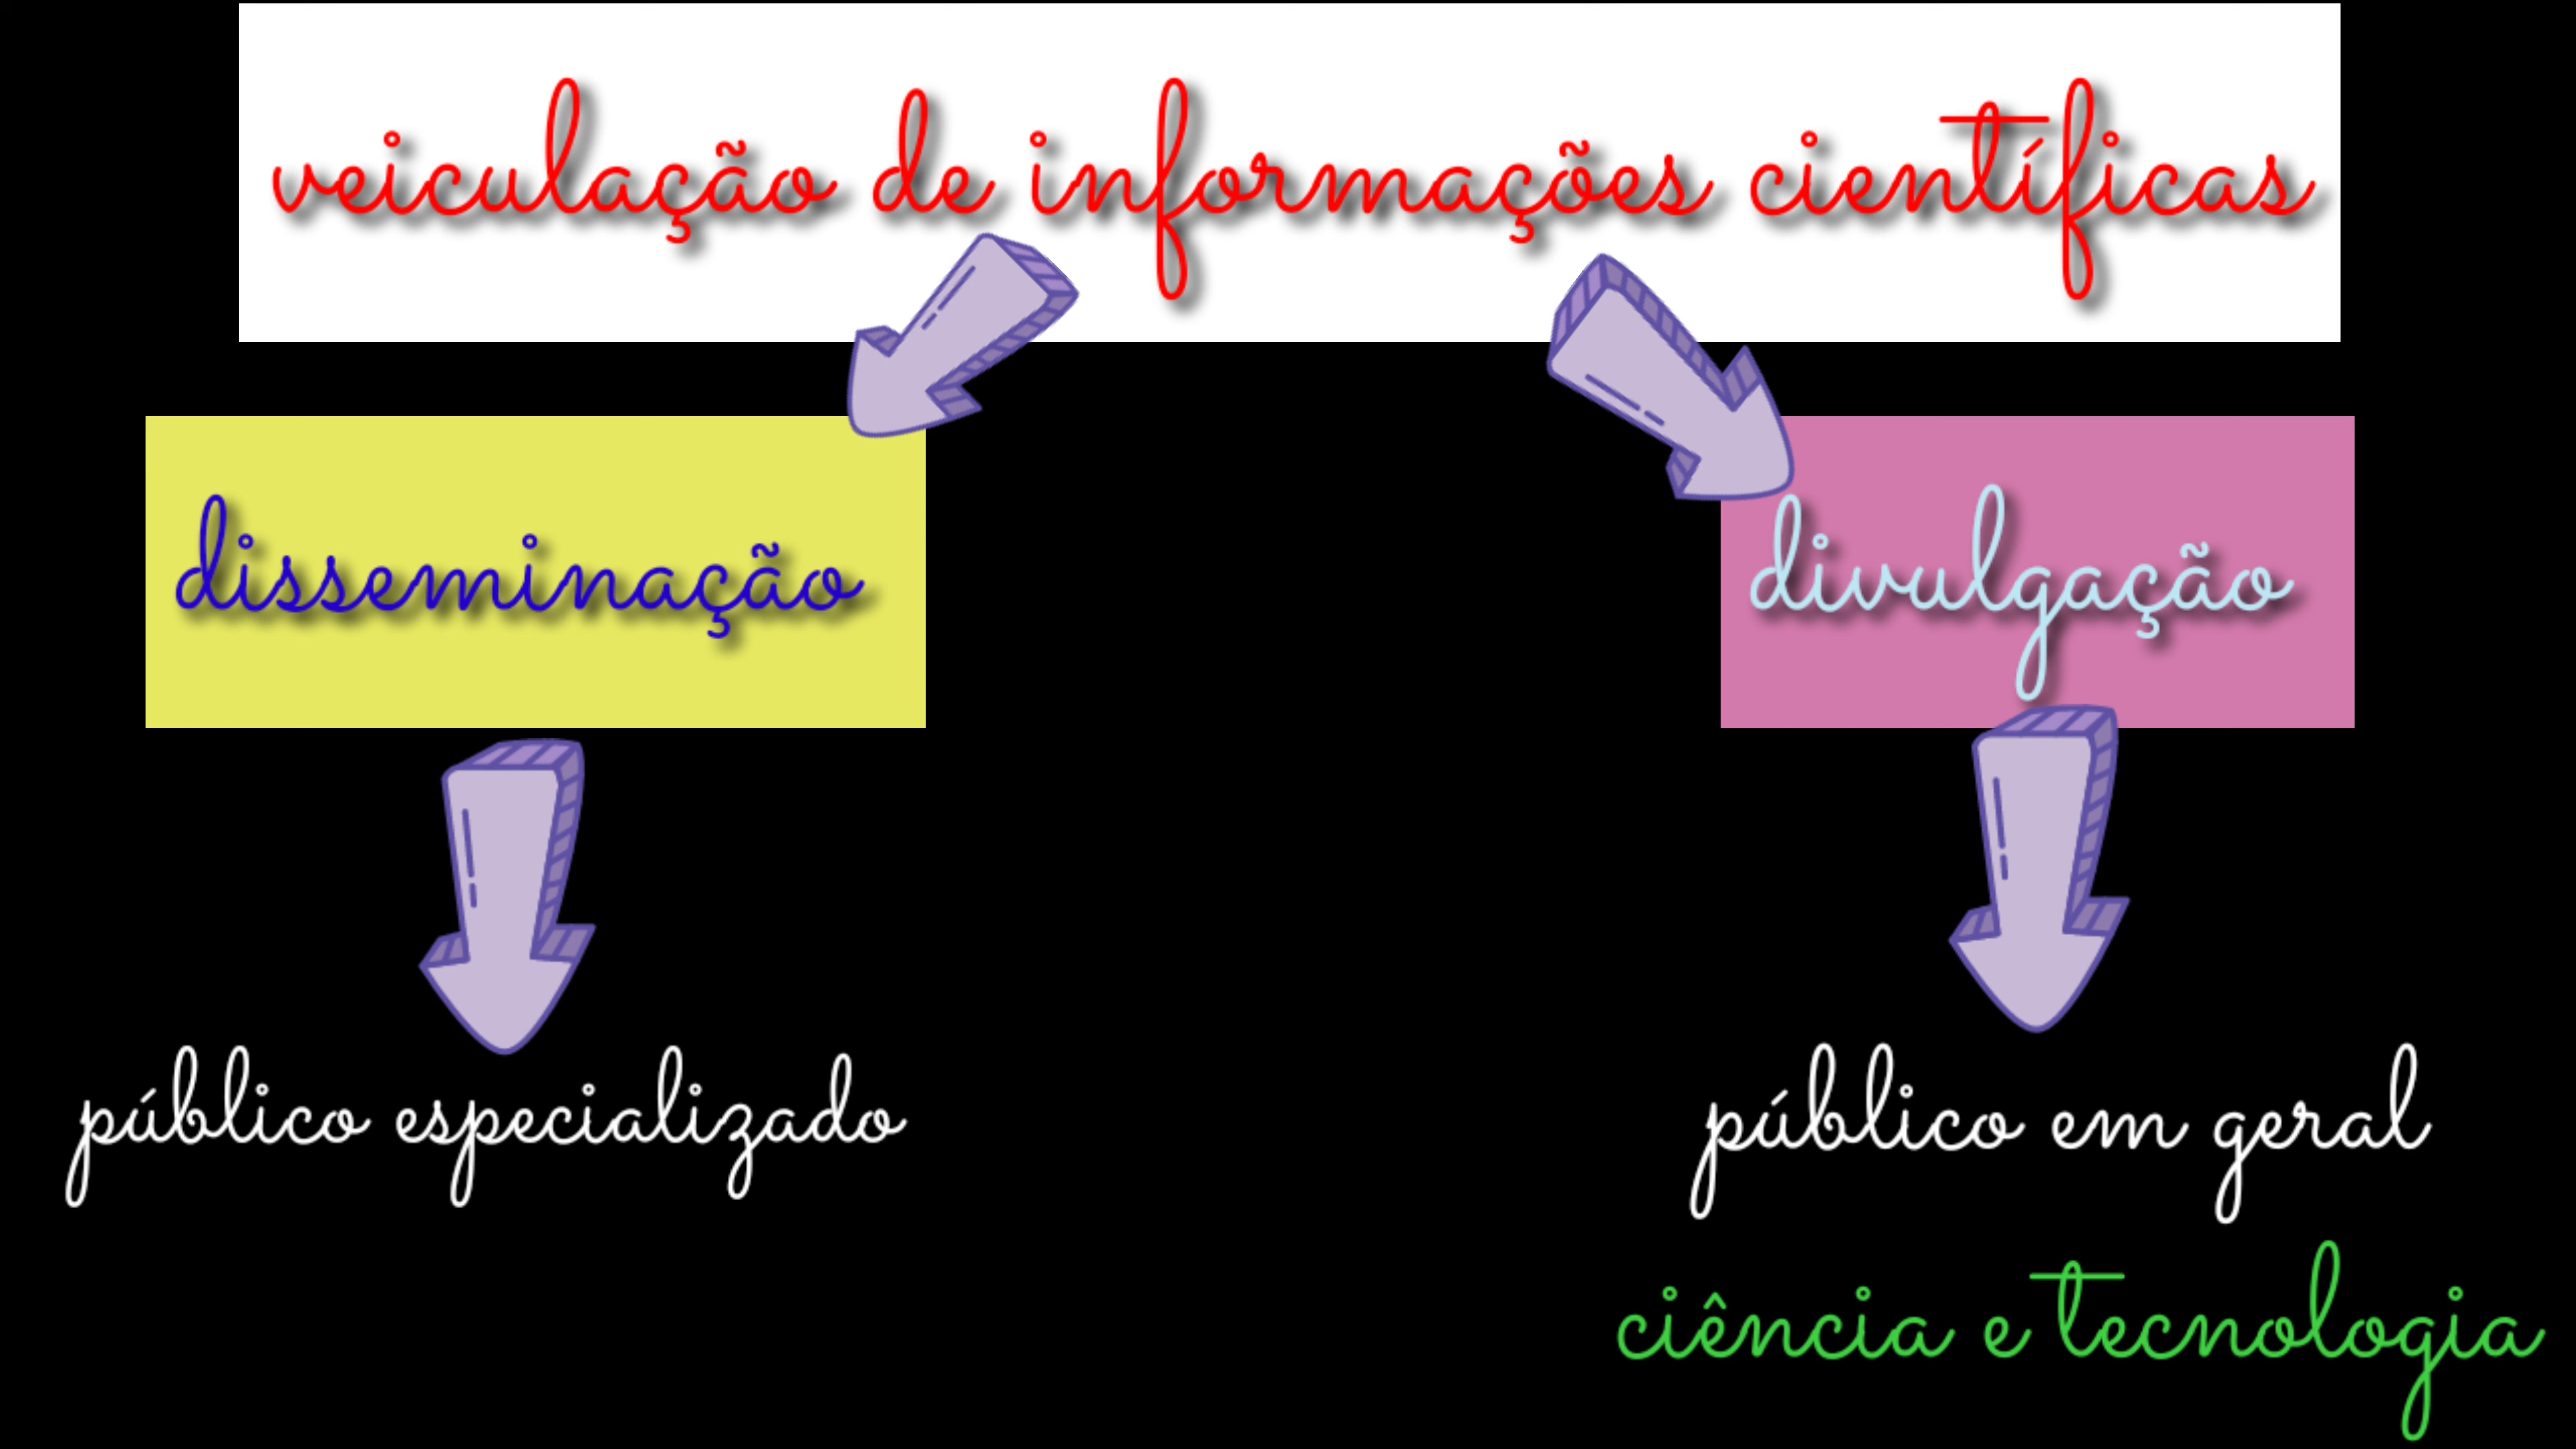 veiculação de informações científicas
disseminação
divulgação
público especializado
público em geral
ciência e tecnologia